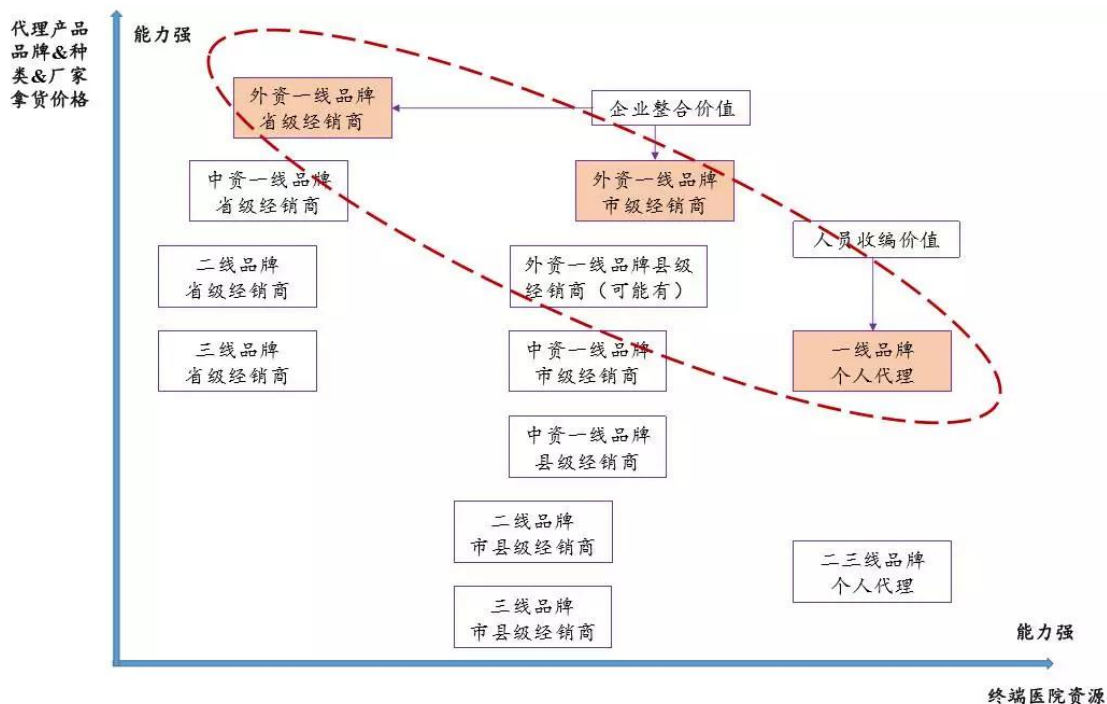 代理产品
品牌&种
类&厂家
拿货价格
能力强
外资一线品牌
省级经销商
企业整合价值
中资一线品牌
省级经销商
外资一线品牌
市级经销商
人员收编价值
二线品牌
省级经销商
外资一线品牌县级
经销商（可能有）
三线品牌
省级经销商
中资一线品牌
市级经销商
一线品牌
个人代理
中资一线品牌
县级经销商
二线品牌
市县级经销商
二三线品牌
个人代理
三线品牌
市县级经销商
能力强
终端医院资源